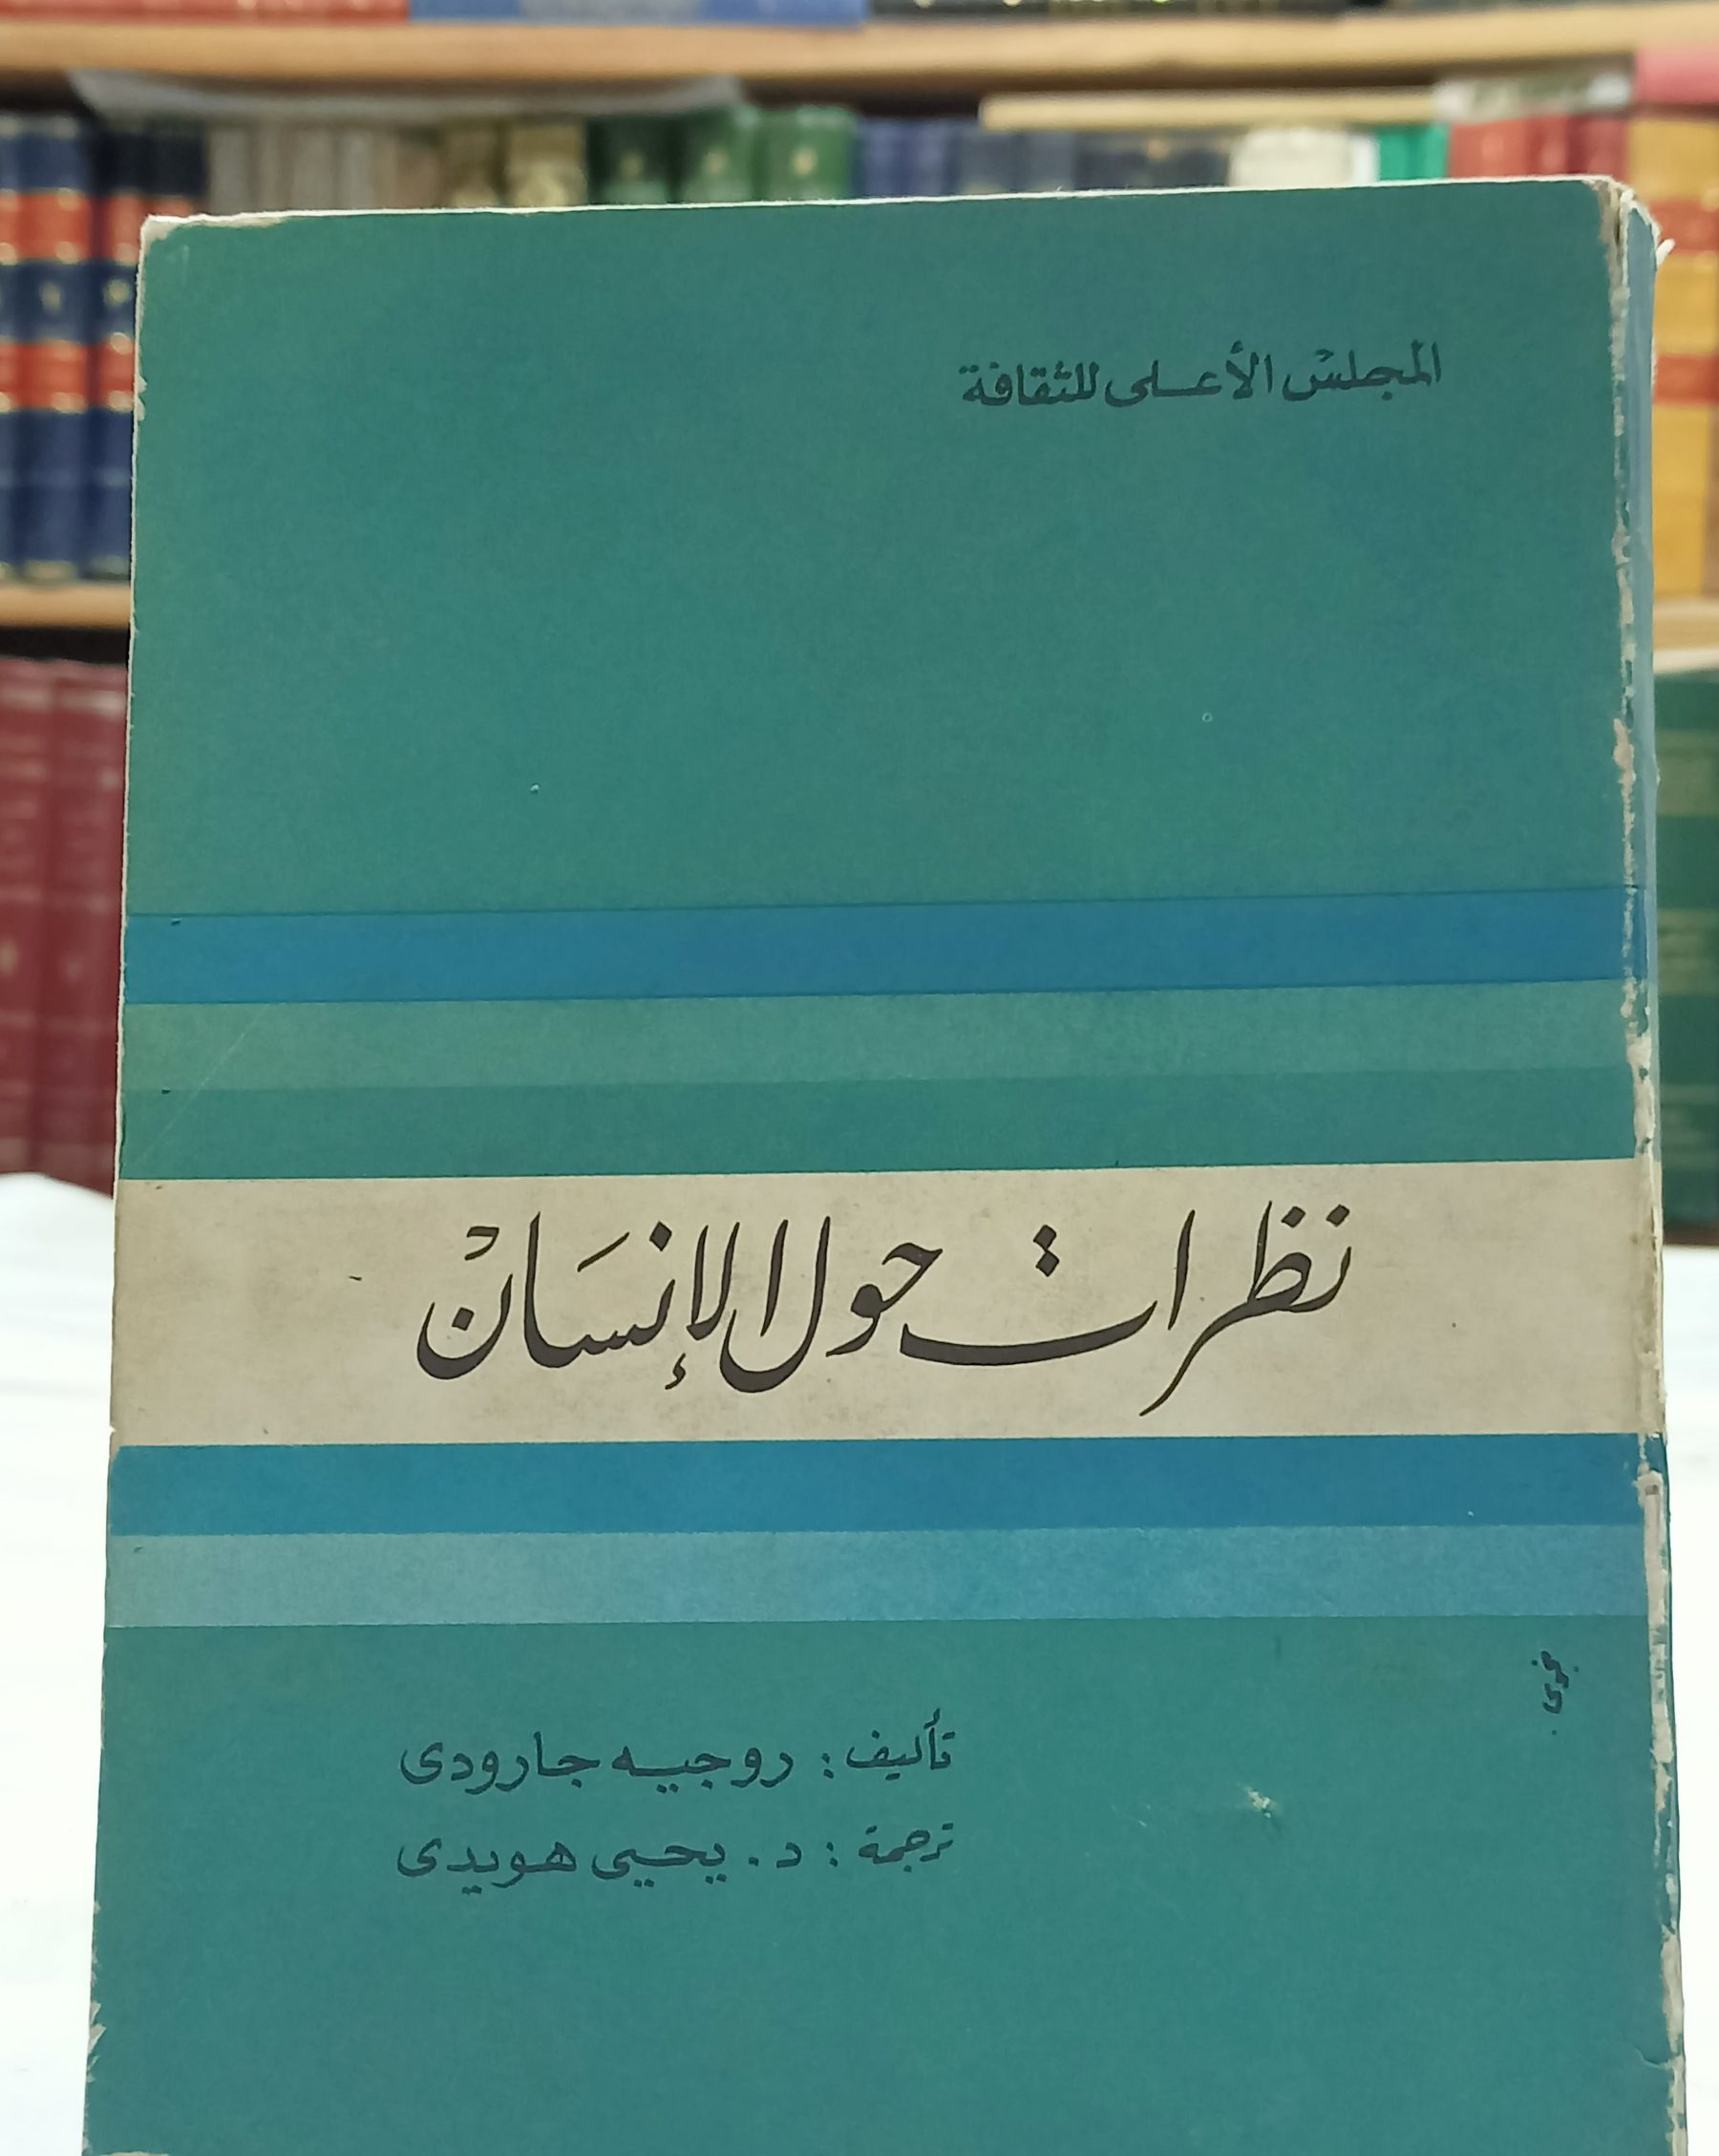 المجلس الأعلى للثقافة
نظرات حول الإنسان
تأليف : روجيه جارودى
ترجمة : د. يحيى هويدى